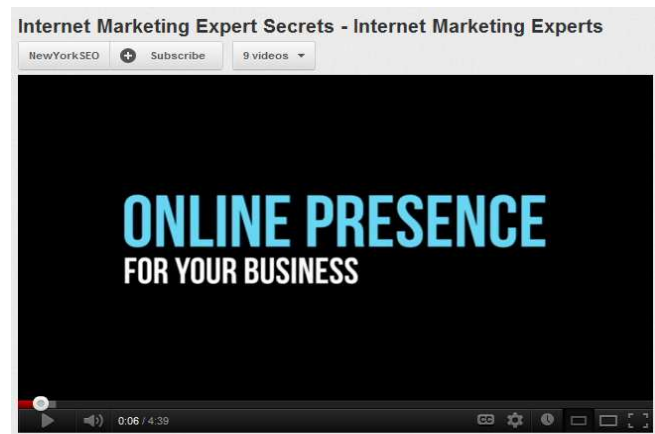 Internet Marketing Expert Secrets - Internet Marketing Experts
NewYorkSEO Subscribe 9 videos
ONLINE PRESENCE
FOR YOUR BUSINESS
0:06 / 4:39 CC